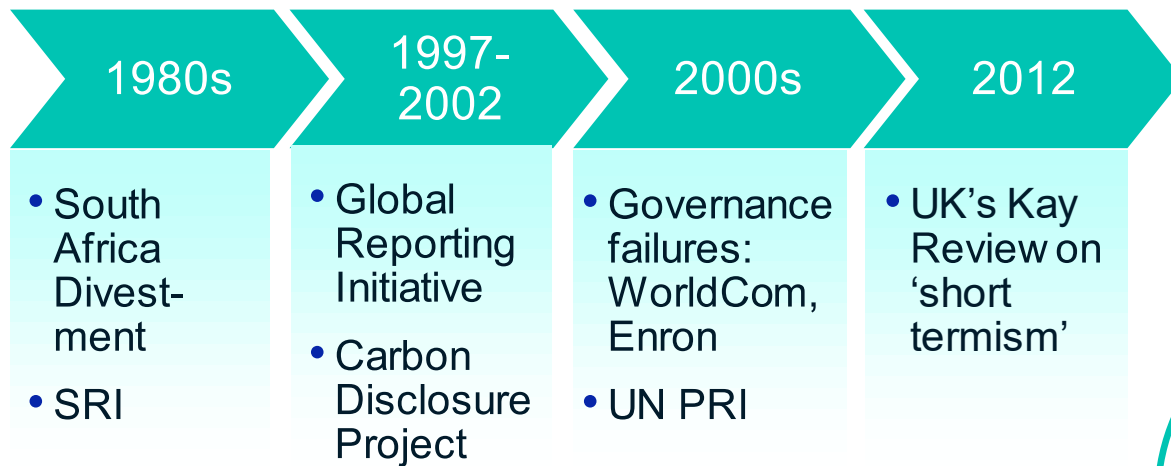 1980s
• South
Africa
Divest-
ment
• SRI
1997-
2002
• Global
Reporting
Initiative
• Carbon
Disclosure
Project
2000s
• Governance
failures:
WorldCom,
Enron
• UN PRI
2012
• UK’s Kay
Review on
‘short
termism’